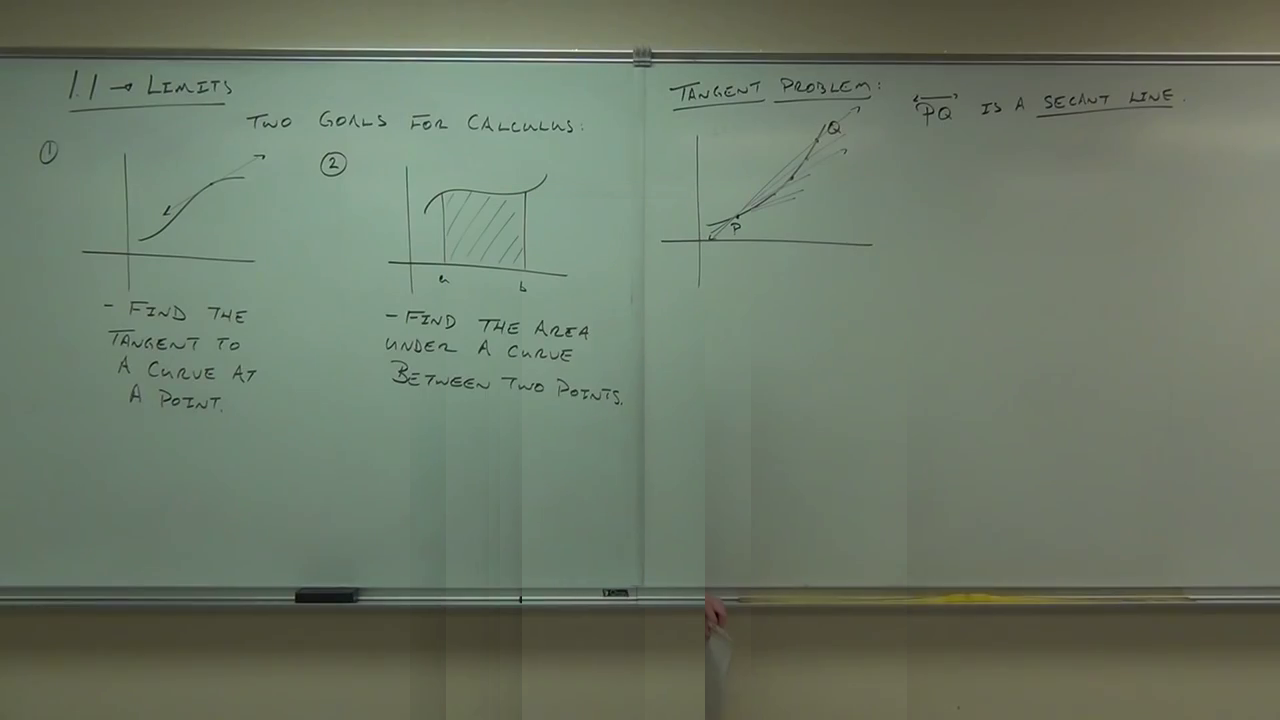 1.1 → LIMITS
TWO GOALS FOR CALCULUS:
①
- FIND THE
TANGENT TO
A CURVE AT
A POINT.
②
a b
- FIND THE AREA
UNDER A CURVE
BETWEEN TWO POINTS.
TANGENT PROBLEM:
Q
P
PQ IS A SECANT LINE.